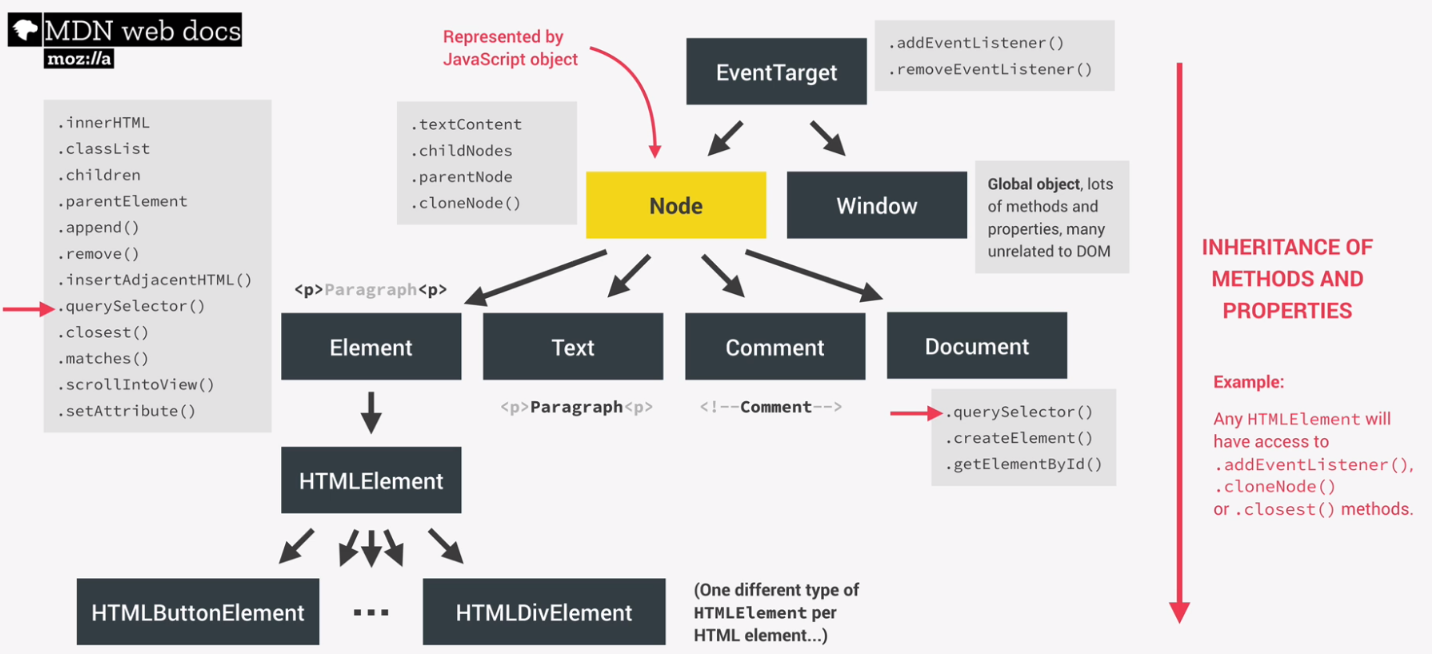 MDN web docs
moz://a
Represented by
JavaScript object
EventTarget
.addEventListener()
.removeEventListener()
.innerHTML
.classList
.children
.parentElement
.append()
.remove()
.insertAdjacentHTML()
.querySelector()
.closest()
.matches()
.scrollIntoView()
.setAttribute()
.textContent
.childNodes
.parentNode
.cloneNode()
Node
Window
Global object, lots
of methods and
properties, many
unrelated to DOM
INHERITANCE OF
METHODS AND
PROPERTIES
Example:
Any HTMLElement will
have access to
.addEventListener(),
.cloneNode()
or .closest() methods.
<p>Paragraph<p>
Element
Text
Comment
Document
<p>Paragraph<p>
<!--Comment-->
.querySelector()
.createElement()
.getElementById()
HTMLElement
HTMLButtonElement
...
HTMLDivElement
(One different type of
HTMLElement per
HTML element...)